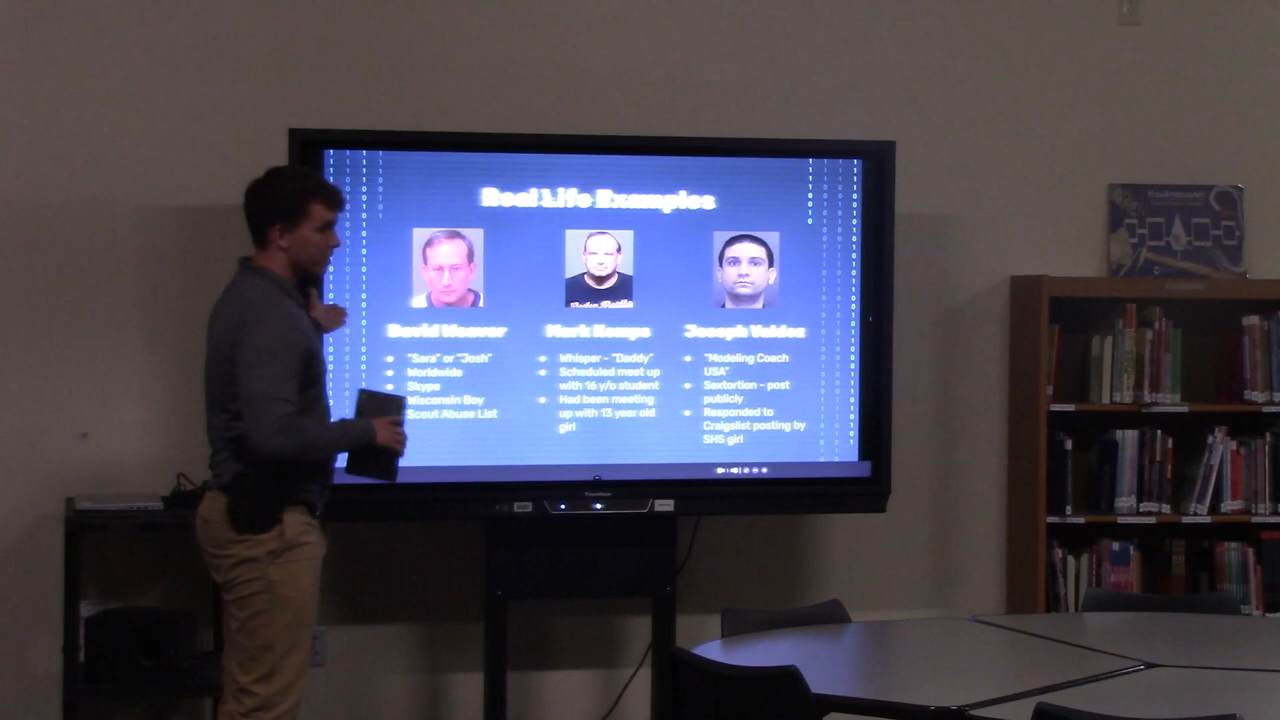 Real Life Examples
David Weaver
"Sara" or "Josh"
Worldwide
Skype
Wisconsin Boy
Scout Abuse List
Mark Kemps
Whisper - "Daddy"
Scheduled meet up
with 16 y/o student
Had been meeting
up with 13 year old
girl
Joseph Valdez
"Modeling Coach
USA"
Sextortion - post
publicly
Responded to
Craigslist posting by
SHS girl